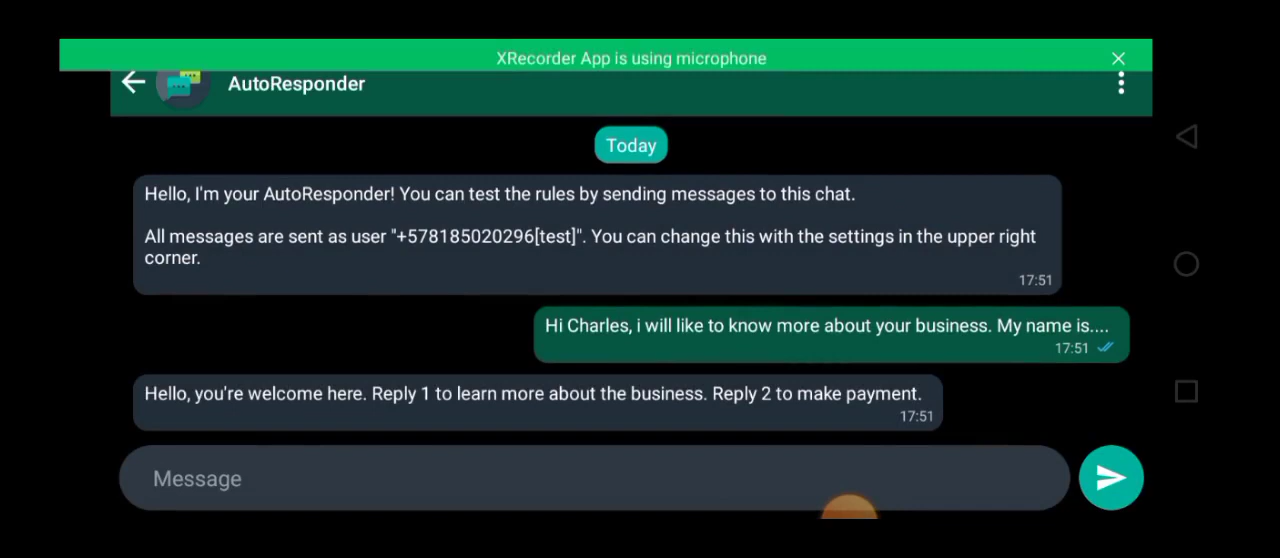 XRecorder App is using microphone
AutoResponder
Today
Hello, I'm your AutoResponder! You can test the rules by sending messages to this chat.
All messages are sent as user "+578185020296[test]". You can change this with the settings in the upper right
corner.
17:51
Hi Charles, i will like to know more about your business. My name is....
17:51
Hello, you're welcome here. Reply 1 to learn more about the business. Reply 2 to make payment.
17:51
Message